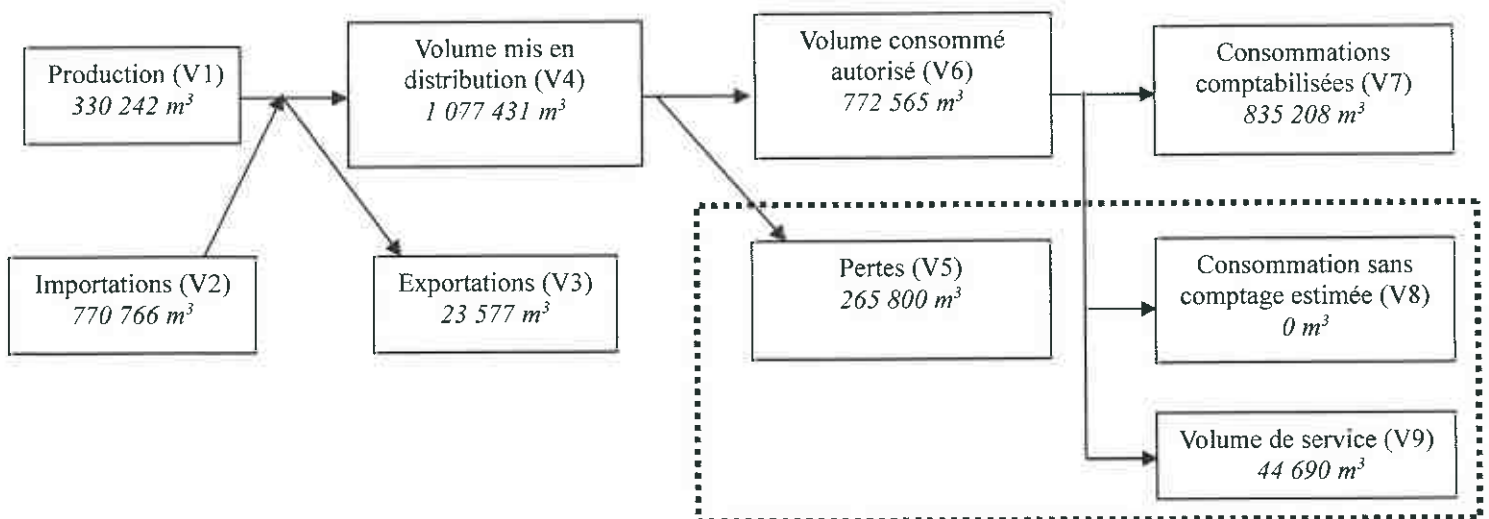 Production (V1)
330 242 m³
Volume mis en
distribution (V4)
1 077 431 m³
Volume consommé
autorisé (V6)
772 565 m³
Consommations
comptabilisées (V7)
835 208 m³
Importations (V2)
770 766 m³
Exportations (V3)
23 577 m³
Pertes (V5)
265 800 m³
Consommation sans
comptage estimée (V8)
0 m³
Volume de service (V9)
44 690 m³